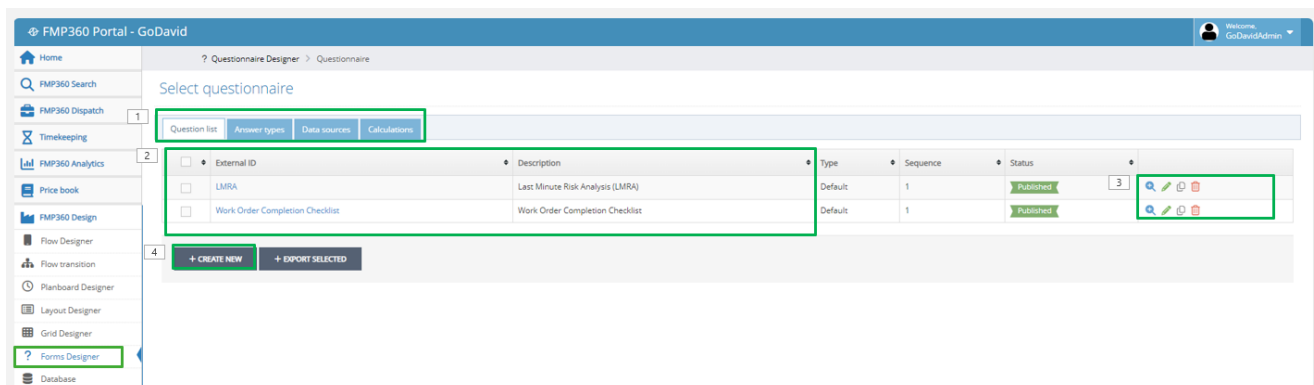 FMP360 Portal - GoDavid
Welcome,
GoDavidAdmin
Home
FMP360 Search
FMP360 Dispatch
Timekeeping
FMP360 Analytics
Price book
FMP360 Design
Flow Designer
Flow transition
Planboard Designer
Layout Designer
Grid Designer
? Forms Designer
Database
? Questionnaire Designer > Questionnaire
Select questionnaire
1
Question list Answer types Data sources Calculations
2
External ID Description Type Sequence Status
LMRA Last Minute Risk Analysis (LMRA) Default 1 Published 3
Work Order Completion Checklist Work Order Completion Checklist Default 1 Published
4
+ CREATE NEW + EXPORT SELECTED